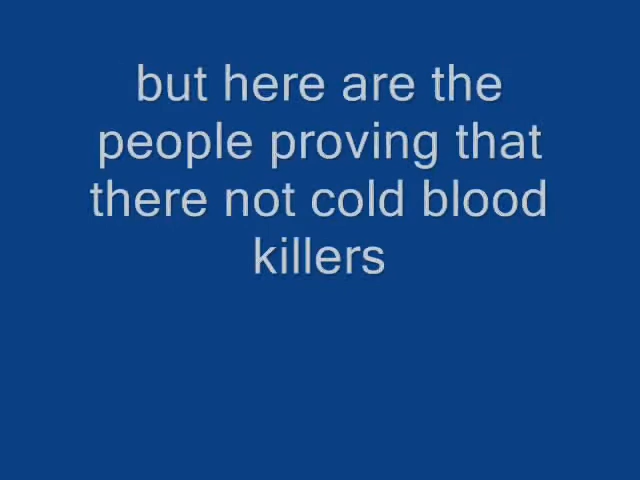 but here are the
people proving that
there not cold blood
killers